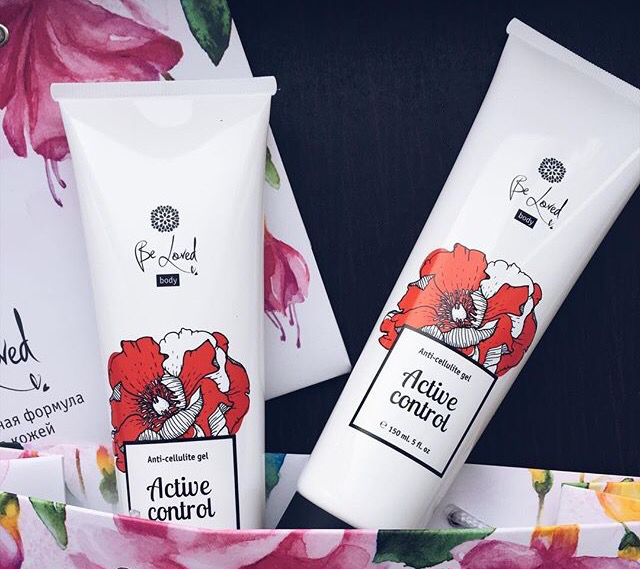 Be Loved
body
Anti-cellulite gel
Active
control
Be Loved
body
Anti-cellulite gel
Active
control
℮ 150 ml. 5 fl. oz
ная формула
кожей